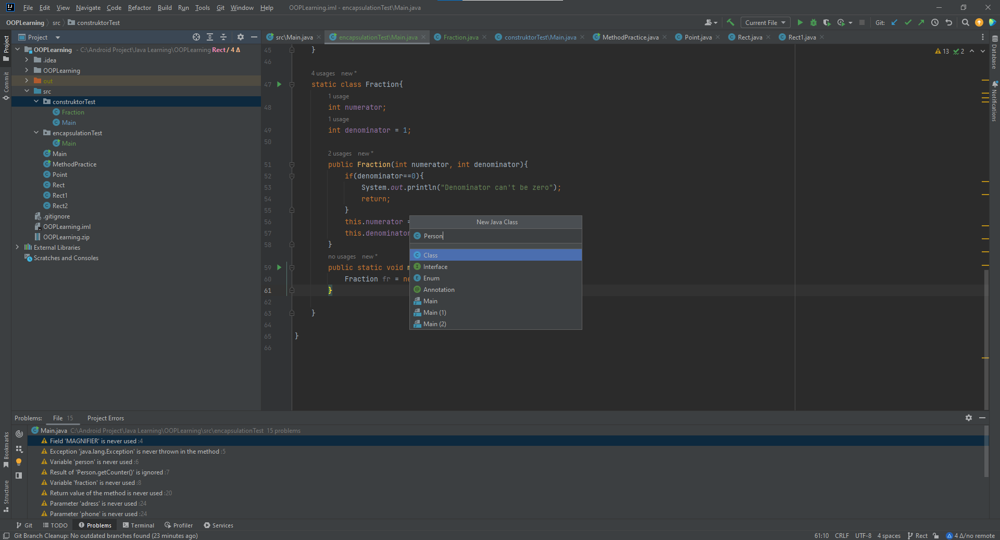 File Edit View Navigate Code Refactor Build Run Tools Git Window Help OOPLearning.iml - encapsulationTest\Main.java
OOPLearning src construktorTest
Current File Git:
Project
src\Main.java encapsulationTest\Main.java Fraction.java construktorTest\Main.java MethodPractice.java Point.java Rect.java Rect1.java
Project
Commit
OOPLearning - C:\Android Project\Java Learning\OOPLearning Rect / 4 Δ
.idea
OOPLearning
out
src
construktorTest
Fraction
Main
encapsulationTest
Main
Main
MethodPractice
Point
Rect
Rect1
Rect2
.gitignore
OOPLearning.iml
OOPLearning.zip
External Libraries
Scratches and Consoles
13 2
45 }
46
4 usages new *
47 static class Fraction{
1 usage
48 int numerator;
1 usage
49 int denominator = 1;
50
2 usages new *
51 public Fraction(int numerator, int denominator){
52 if(denominator==0){
53 System.out.println("Denominator can't be zero");
54 return;
55 }
56 this.numerator =
57 this.denominator
58 }
no usages new *
59 public static void m
60 Fraction fr = ne
61 }
62
63 }
64
65 }
66
New Java Class
Person
Class
Interface
Enum
Annotation
Main
Main (1)
Main (2)
Database
Notifications
Problems: File 15 Project Errors
Main.java C:\Android Project\Java Learning\OOPLearning\src\encapsulationTest 15 problems
Field 'MAGNIFIER' is never used :4
Exception 'java.lang.Exception' is never thrown in the method :5
Variable 'person' is never used :6
Result of 'Person.getCounter()' is ignored :7
Variable 'fraction' is never used :8
Return value of the method is never used :20
Parameter 'adress' is never used :24
Parameter 'phone' is never used :24
Bookmarks
Structure
Git TODO Problems Terminal Profiler Services
Git Branch Cleanup: No outdated branches found (23 minutes ago) 61:10 CRLF UTF-8 4 spaces Rect 4 Δ/no remote